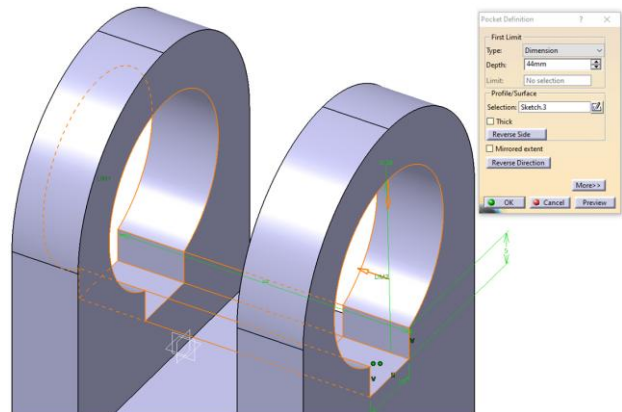 Pocket Definition ? ×
First Limit
Type: Dimension
Depth: 44mm
Limit: No selection
Profile/Surface
Selection: Sketch.3
Thick
Reverse Side
Mirrored extent
Reverse Direction
More>>
OK Cancel Preview